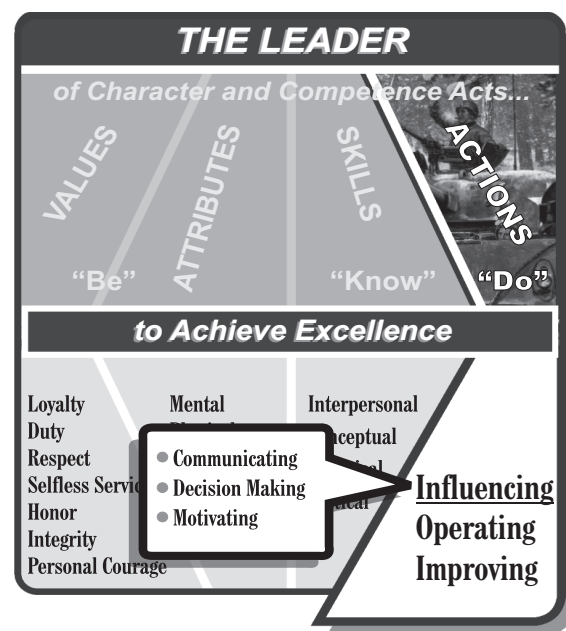 THE LEADER
of Character and Competence Acts...
VALUES
ATTRIBUTES
SKILLS
ACTIONS
“Be”
“Know”
“Do”
to Achieve Excellence
Loyalty
Duty
Respect
Selfless
Honor
Integrity
Personal Courage
Mental
Interpersonal
• Communicating
• Decision Making
• Motivating
Influencing
Operating
Improving